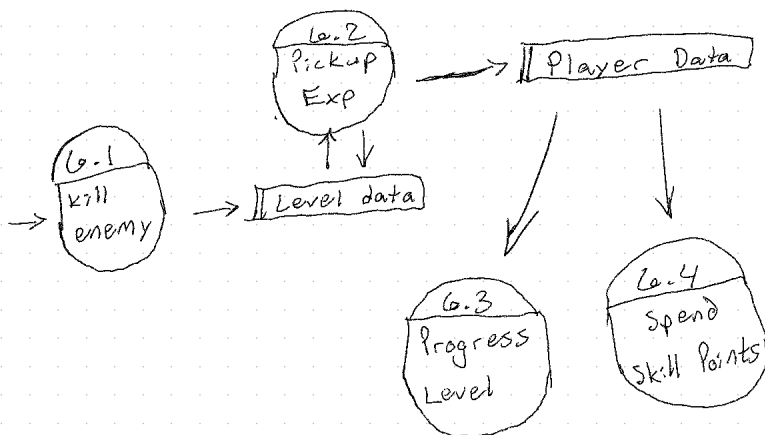 6.1
kill
enemy
Level data
6.2
Pickup
Exp
Player Data
6.3
Progress
Level
6.4
Spend
Skill Points